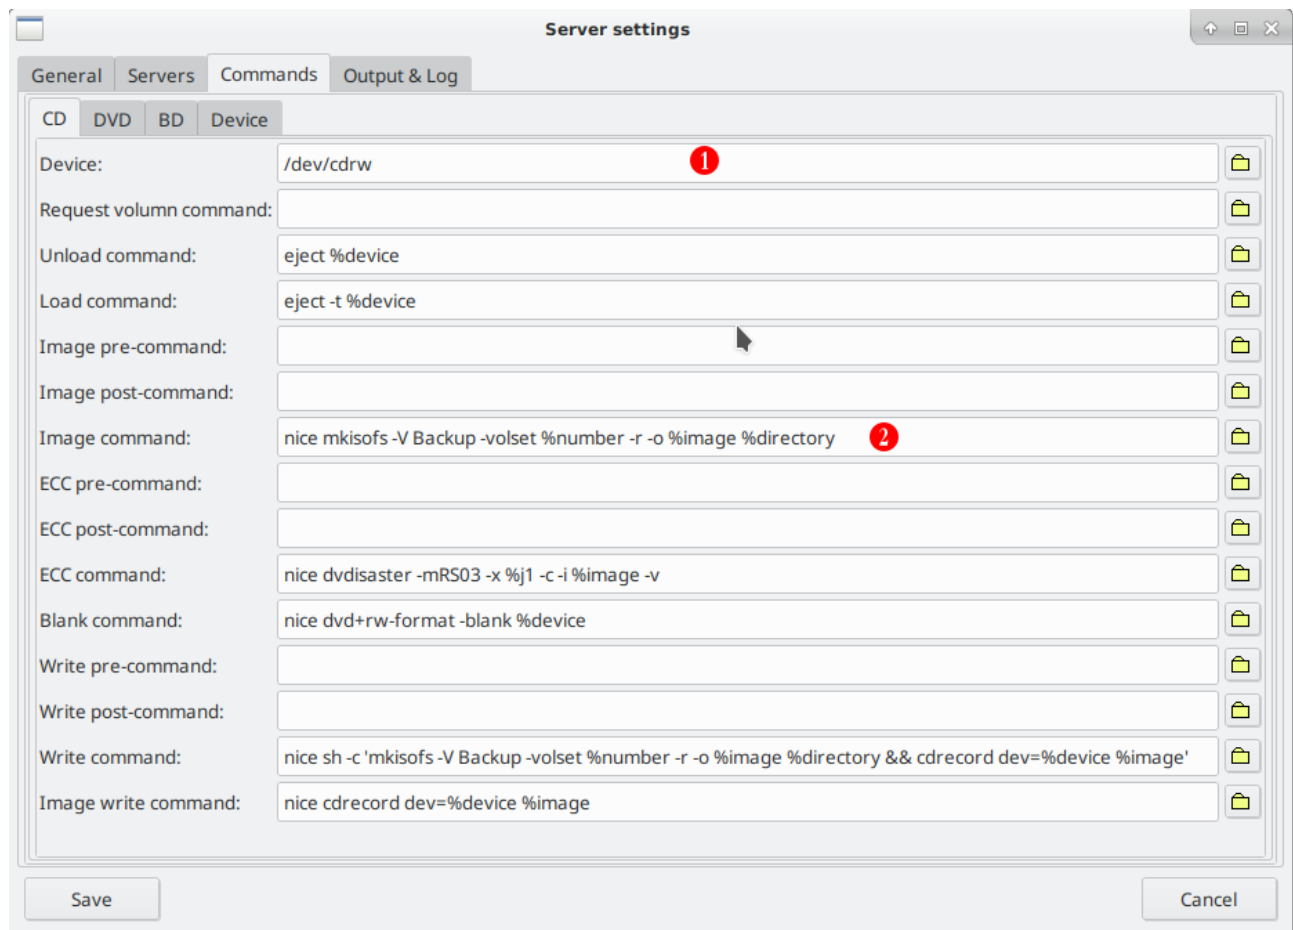 Server settings
General Servers Commands Output & Log
CD DVD BD Device
Device: /dev/cdrw 1
Request volumn command:
Unload command: eject %device
Load command: eject -t %device
Image pre-command:
Image post-command:
Image command: nice mkisofs -V Backup -volset %number -r -o %image %directory 2
ECC pre-command:
ECC post-command:
ECC command: nice dvdisaster -mRS03 -x %j1 -c -i %image -v
Blank command: nice dvd+rw-format -blank %device
Write pre-command:
Write post-command:
Write command: nice sh -c 'mkisofs -V Backup -volset %number -r -o %image %directory && cdrecord dev=%device %image'
Image write command: nice cdrecord dev=%device %image
Save Cancel